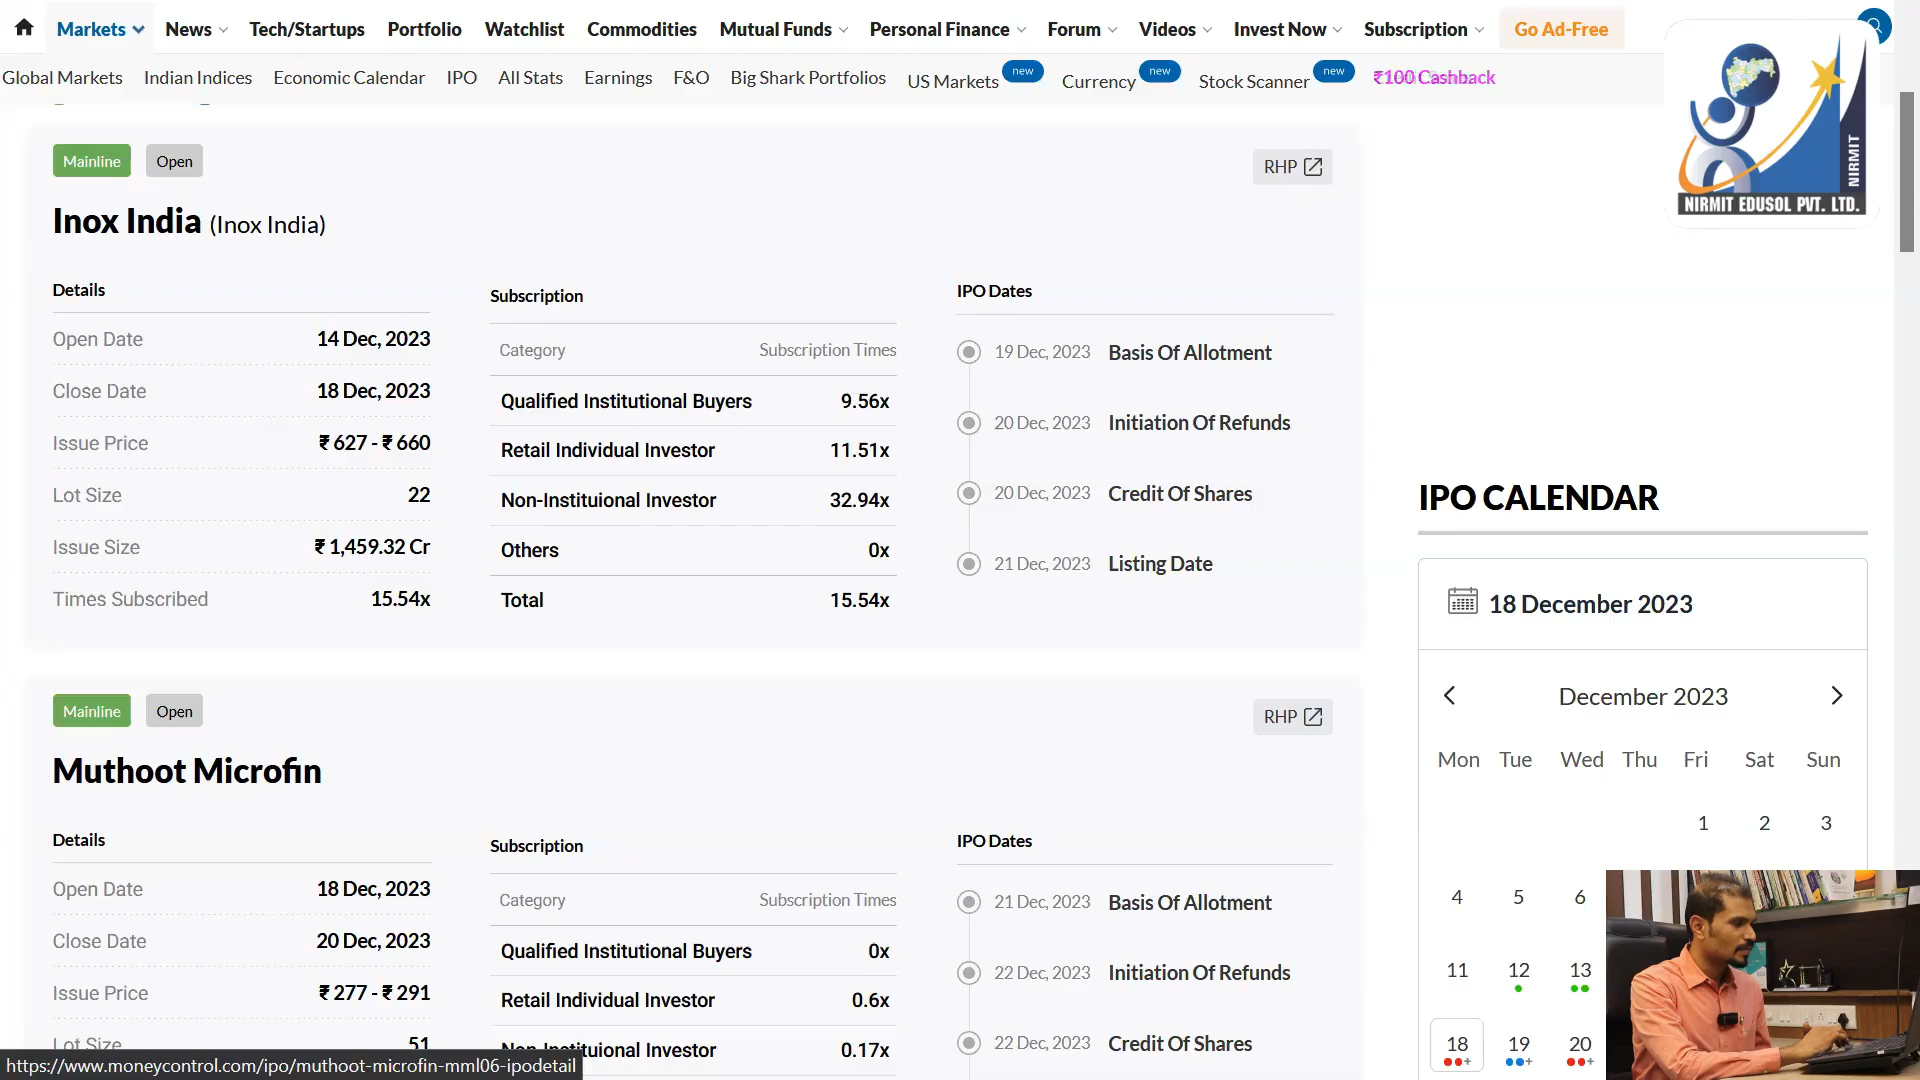 Markets News Tech/Startups Portfolio Watchlist Commodities Mutual Funds Personal Finance Forum Videos Invest Now Subscription Go Ad-Free
Global Markets Indian Indices Economic Calendar IPO All Stats Earnings F&O Big Shark Portfolios US Markets new Currency new Stock Scanner new ₹100 Cashback
NIRMIT
NIRMIT EDUSOL PVT. LTD.
Mainline Open
RHP
Inox India (Inox India)
Details
Open Date 14 Dec, 2023
Close Date 18 Dec, 2023
Issue Price ₹ 627 - ₹ 660
Lot Size 22
Issue Size ₹ 1,459.32 Cr
Times Subscribed 15.54x
Subscription
Category Subscription Times
Qualified Institutional Buyers 9.56x
Retail Individual Investor 11.51x
Non-Instituional Investor 32.94x
Others 0x
Total 15.54x
IPO Dates
19 Dec, 2023 Basis Of Allotment
20 Dec, 2023 Initiation Of Refunds
20 Dec, 2023 Credit Of Shares
21 Dec, 2023 Listing Date
Mainline Open
RHP
Muthoot Microfin
Details
Open Date 18 Dec, 2023
Close Date 20 Dec, 2023
Issue Price ₹ 277 - ₹ 291
Lot Size 51
Subscription
Category Subscription Times
Qualified Institutional Buyers 0x
Retail Individual Investor 0.6x
Non-Instituional Investor 0.17x
IPO Dates
21 Dec, 2023 Basis Of Allotment
22 Dec, 2023 Initiation Of Refunds
22 Dec, 2023 Credit Of Shares
IPO CALENDAR
18 December 2023
December 2023
Mon Tue Wed Thu Fri Sat Sun
1 2 3
4 5 6
11 12 13
18 19 20
https://www.moneycontrol.com/ipo/muthoot-microfin-mml06-ipodetail